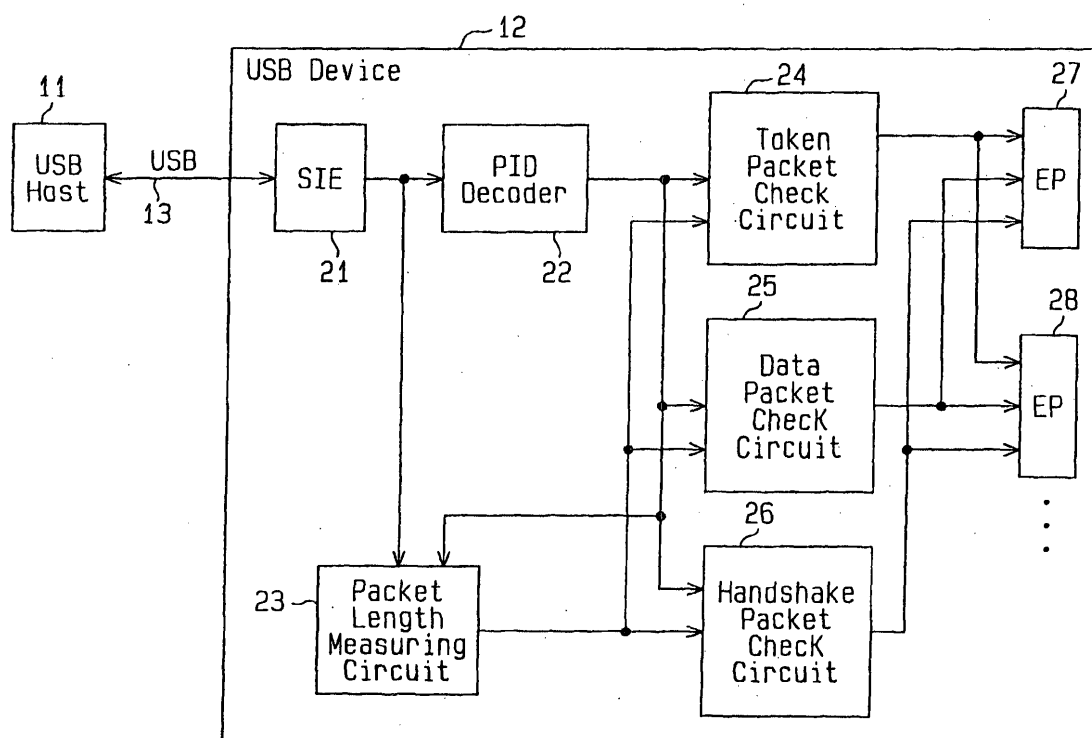 12
USB Device
11
USB
Host
USB
13
SIE
21
PID
Decoder
22
24
Token
Packet
Check
Circuit
27
EP
25
Data
Packet
Check
Circuit
28
EP
23
Packet
Length
Measuring
Circuit
26
Handshake
Packet
Check
Circuit